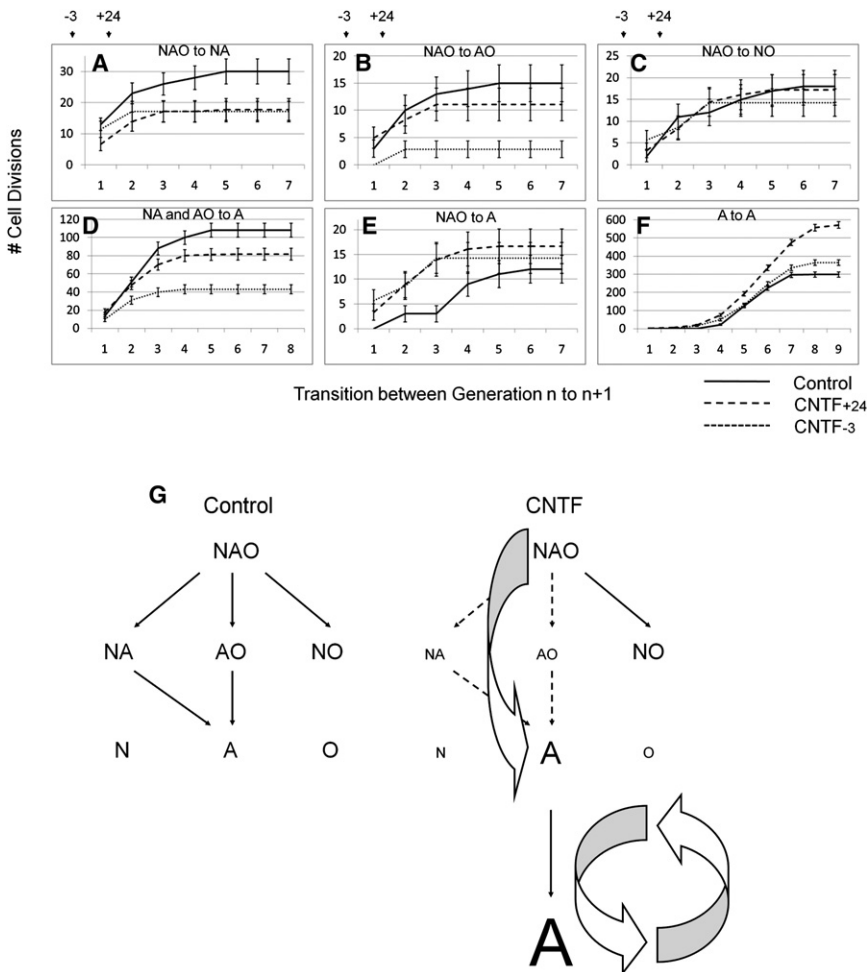 -3 +24 -3 +24 -3 +24
A NAO to NA
30
20
10
0
1 2 3 4 5 6 7
B NAO to AO
20
15
10
5
0
1 2 3 4 5 6 7
C NAO to NO
25
20
15
10
5
0
1 2 3 4 5 6 7
# Cell Divisions
D NA and AO to A
120
100
80
60
40
20
0
1 2 3 4 5 6 7 8
E NAO to A
20
15
10
5
0
1 2 3 4 5 6 7
F A to A
600
500
400
300
200
100
0
1 2 3 4 5 6 7 8 9
Transition between Generation n to n+1
Control
CNTF+24
CNTF-3
G
Control CNTF
NAO NAO
NA AO NO NA AO NO
N A O N A O
A